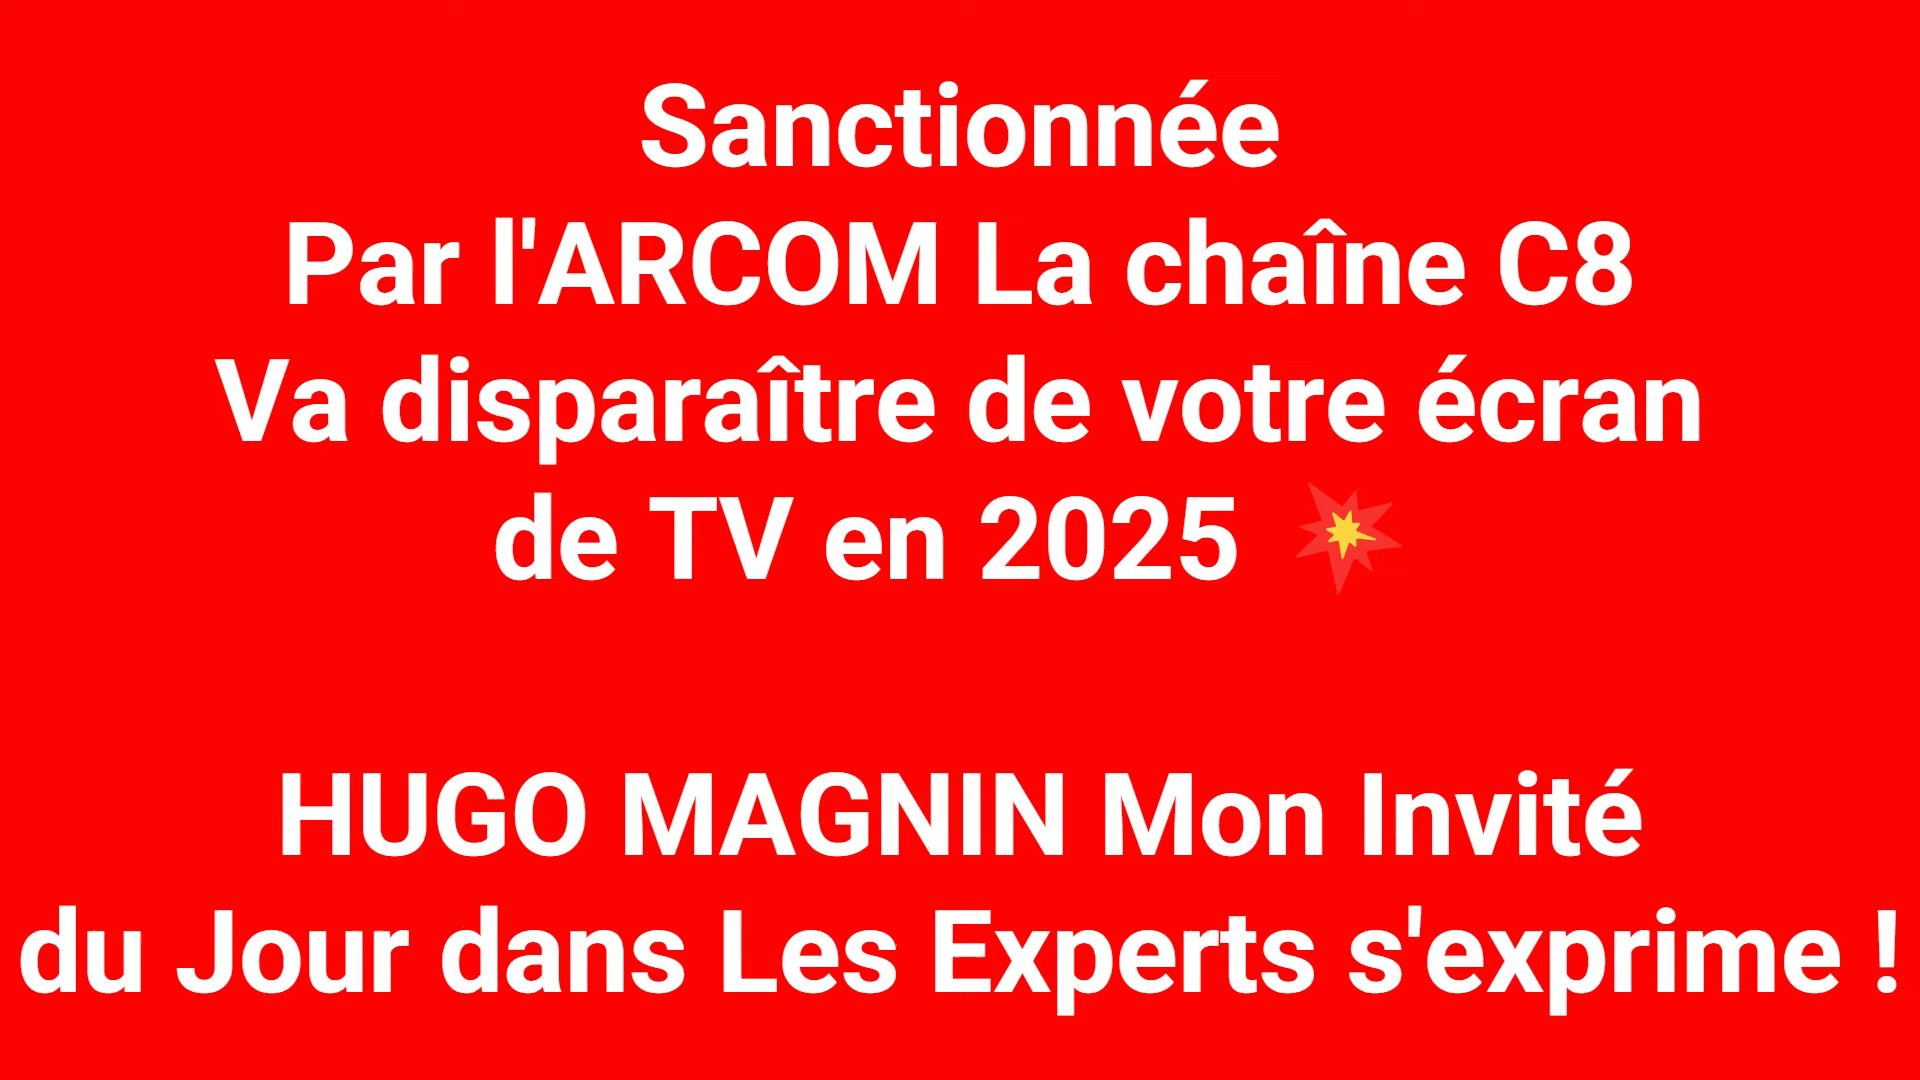 Sanctionnée
Par l'ARCOM La chaîne C8
Va disparaître de votre écran
de TV en 2025 💥
HUGO MAGNIN Mon Invité
du Jour dans Les Experts s'exprime !